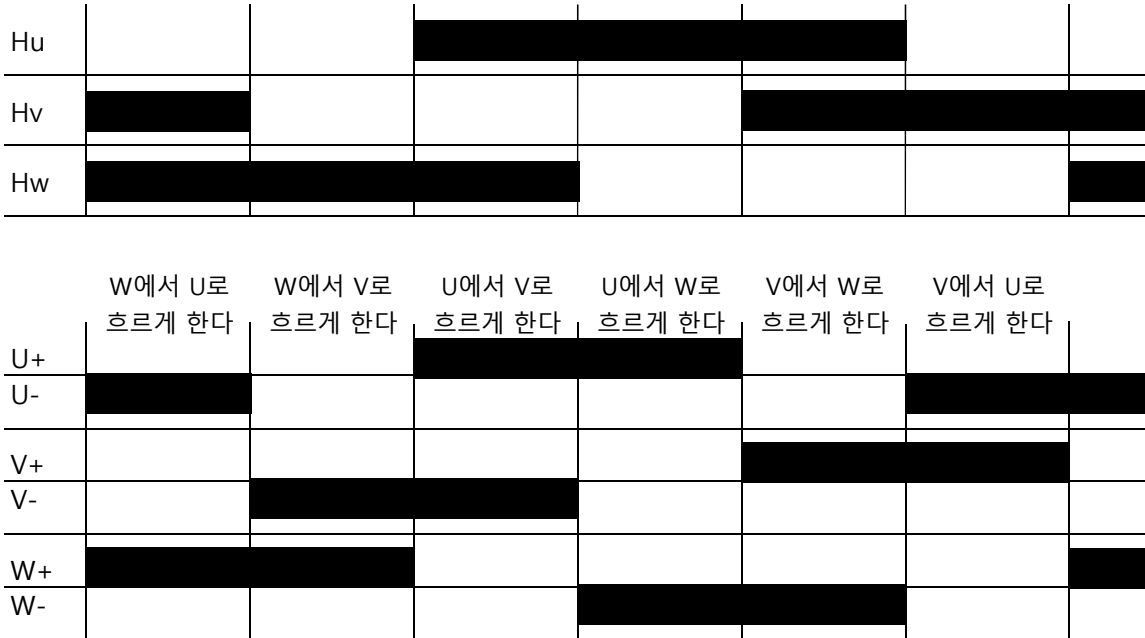 Hu
Hv
Hw
W에서 U로 W에서 V로 U에서 V로 U에서 W로 V에서 W로 V에서 U로
흐르게 한다 흐르게 한다 흐르게 한다 흐르게 한다 흐르게 한다 흐르게 한다
U+
U-
V+
V-
W+
W-